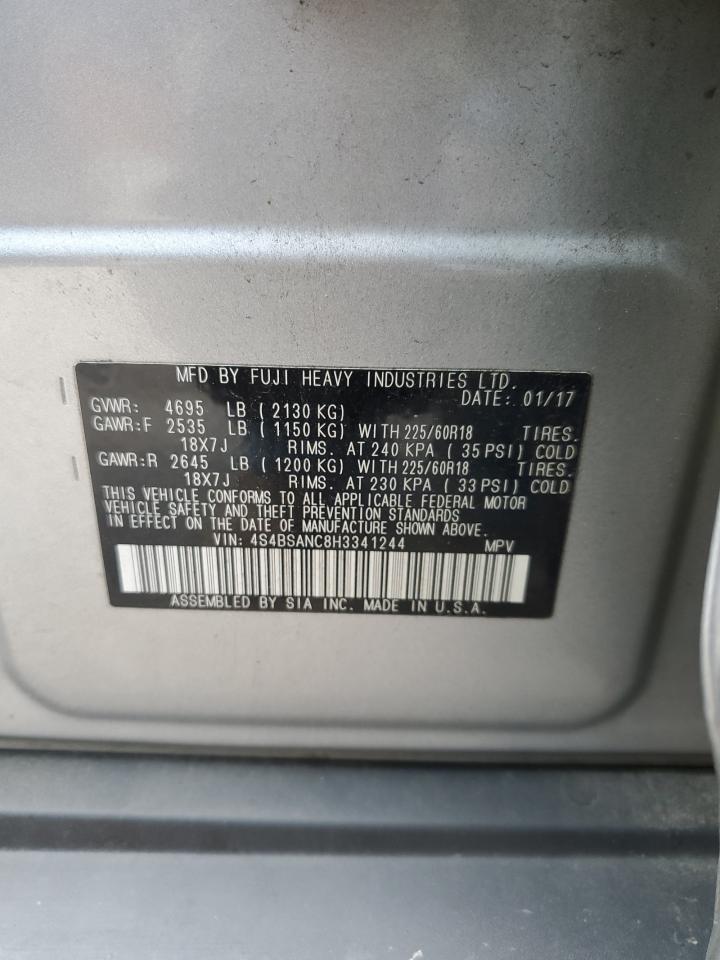 MFD BY FUJI HEAVY INDUSTRIES LTD.
DATE: 01/17
GVWR: 4695 LB ( 2130 KG)
GAWR:F 2535 LB ( 1150 KG) WITH 225/60R18 TIRES.
18X7J RIMS. AT 240 KPA ( 35 PSI) COLD
GAWR:R 2645 LB ( 1200 KG) WITH 225/60R18 TIRES.
18X7J RIMS. AT 230 KPA ( 33 PSI) COLD
THIS VEHICLE CONFORMS TO ALL APPLICABLE FEDERAL MOTOR
VEHICLE SAFETY AND THEFT PREVENTION STANDARDS
IN EFFECT ON THE DATE OF MANUFACTURE SHOWN ABOVE.
VIN: 4S4BSANC8H3341244 MPV
ASSEMBLED BY SIA INC. MADE IN U.S.A.